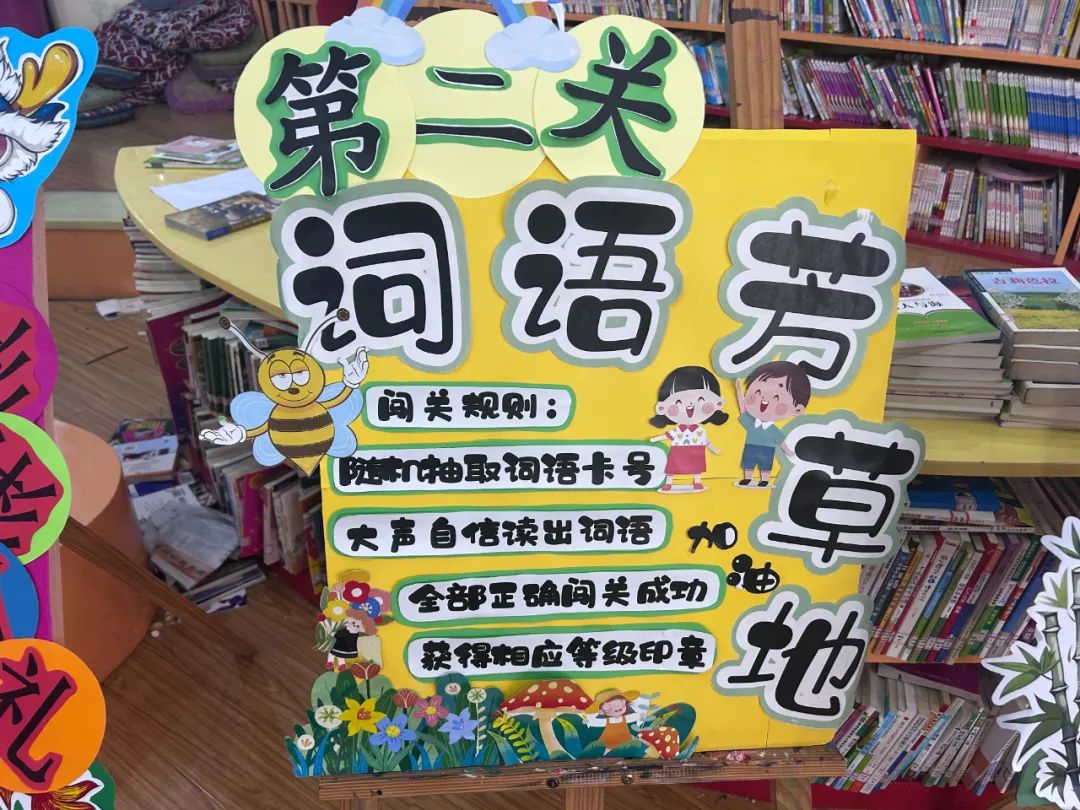 第二关
词语芳草地
闯关规则：
随机抽取词语卡号
大声自信读出词语
全部正确闯关成功
获得相应等级印章
加油
礼